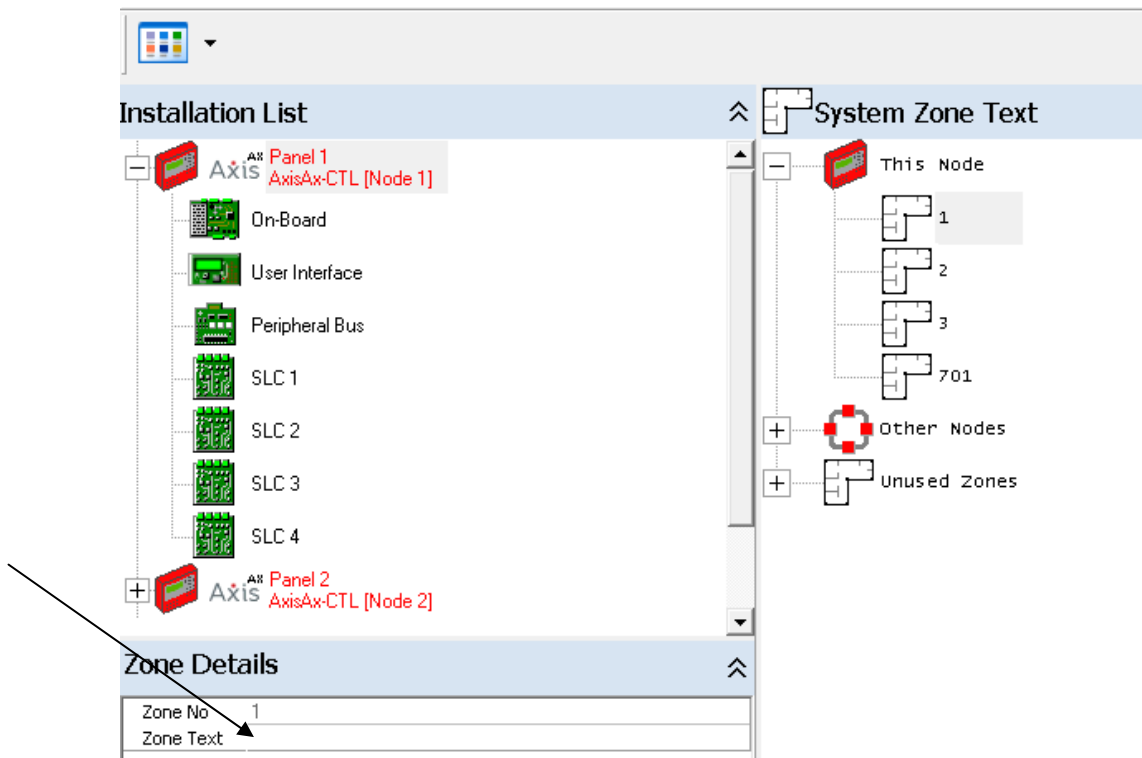 Installation List
Axis AX Panel 1
AxisAx-CTL [Node 1]
On-Board
User Interface
Peripheral Bus
SLC 1
SLC 2
SLC 3
SLC 4
Axis AX Panel 2
AxisAx-CTL [Node 2]
Zone Details
Zone No 1
Zone Text
System Zone Text
This Node
1
2
3
701
Other Nodes
Unused Zones